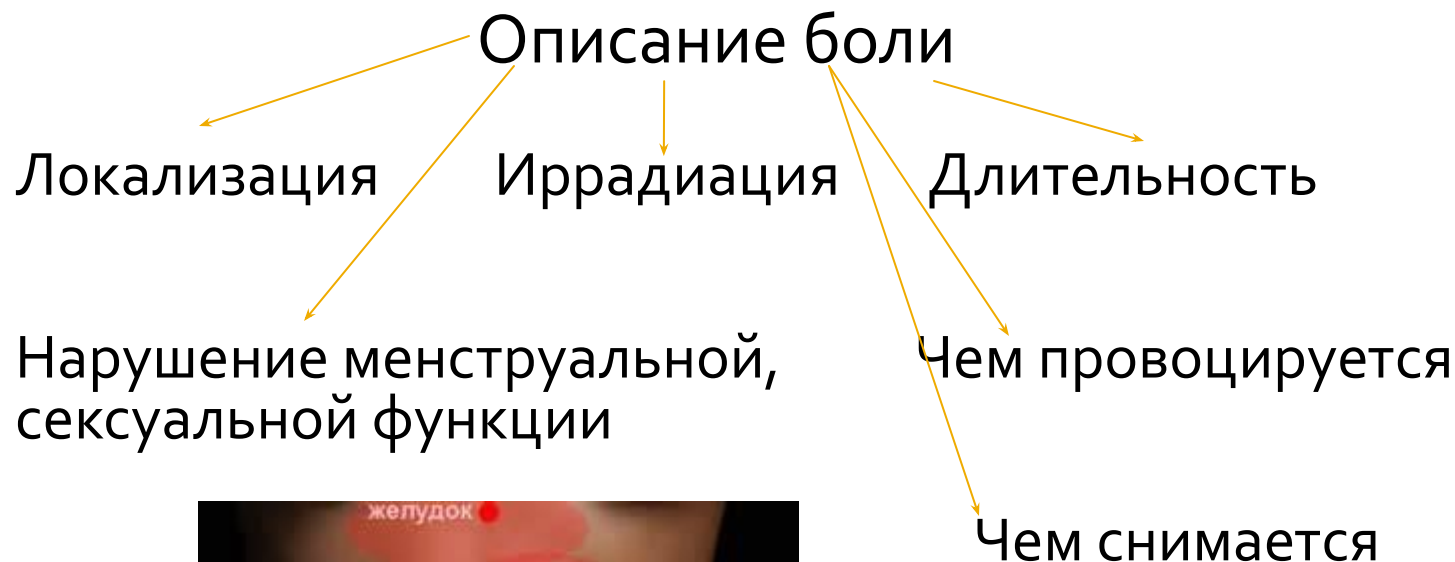 Описание боли
Локализация
Иррадиация
Длительность
Нарушение менструальной,
сексуальной функции
Чем провоцируется
желудок
Чем снимается